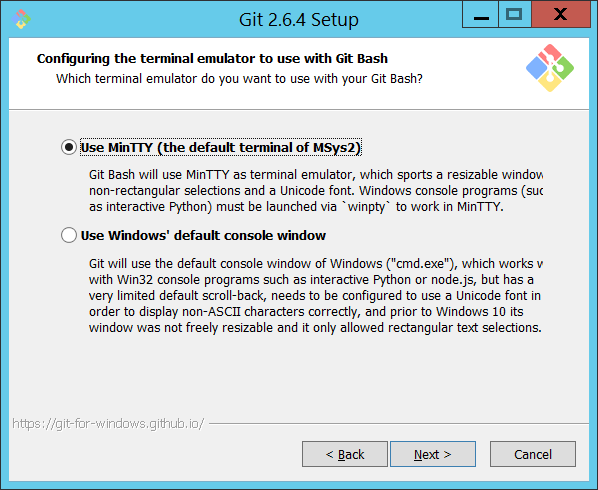 Git 2.6.4 Setup
Configuring the terminal emulator to use with Git Bash
Which terminal emulator do you want to use with your Git Bash?
Use MinTTY (the default terminal of MSys2)
Git Bash will use MinTTY as terminal emulator, which sports a resizable window
non-rectangular selections and a Unicode font. Windows console programs (suc
as interactive Python) must be launched via `winpty` to work in MinTTY.
Use Windows' default console window
Git will use the default console window of Windows ("cmd.exe"), which works w
with Win32 console programs such as interactive Python or node.js, but has a
very limited default scroll-back, needs to be configured to use a Unicode font in
order to display non-ASCII characters correctly, and prior to Windows 10 its
window was not freely resizable and it only allowed rectangular text selections.
https://git-for-windows.github.io/
< Back
Next >
Cancel